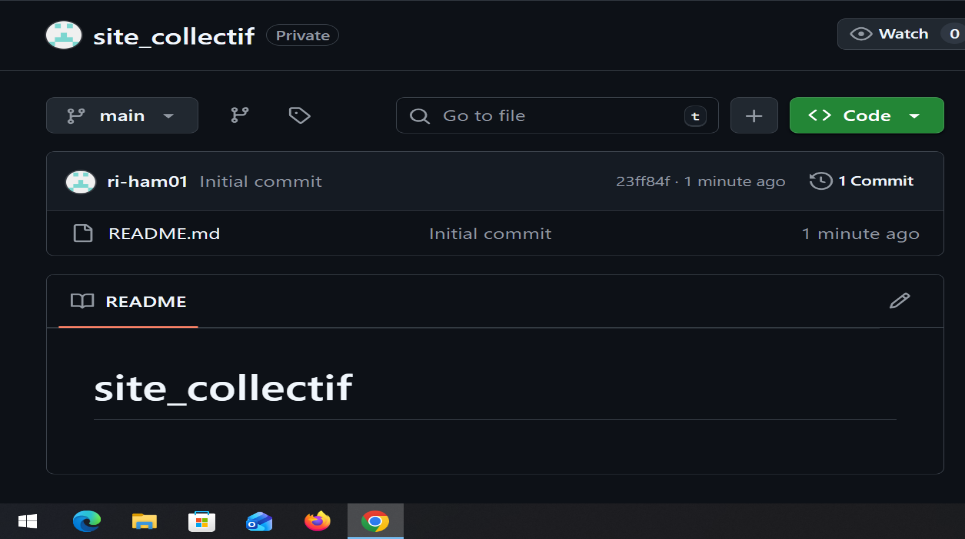 site_collectif Private Watch 0
main Go to file t Code
ri-ham01 Initial commit 23ff84f · 1 minute ago 1 Commit
README.md Initial commit 1 minute ago
README
site_collectif